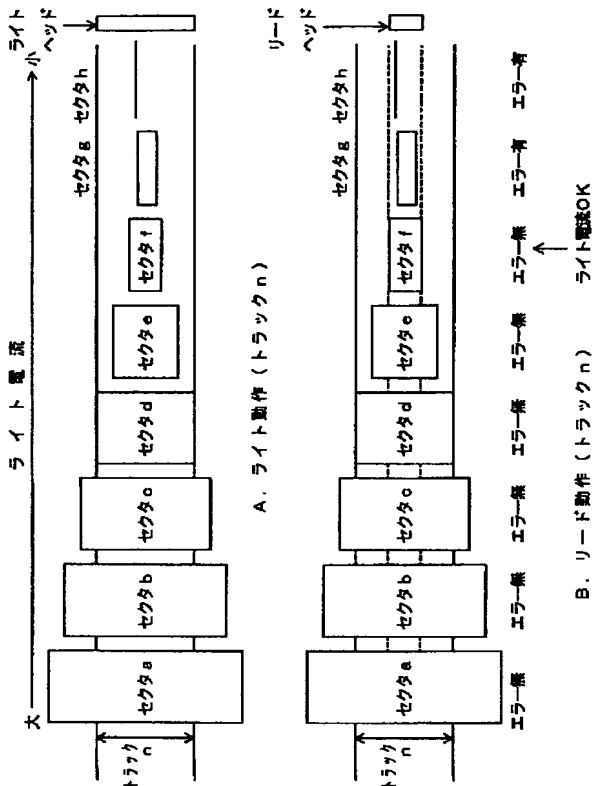 ライト電流
大
小
ライト
ヘッド
トラック
n
セクタa
セクタb
セクタc
セクタd
セクタe
セクタf
セクタg
セクタh
A. ライト動作(トラックn)
リード
ヘッド
トラック
n
セクタa
セクタb
セクタc
セクタd
セクタe
セクタf
セクタg
セクタh
エラー無
エラー無
エラー無
エラー無
エラー無
エラー無
エラー有
エラー有
ライト電流OK
B. リード動作(トラックn)